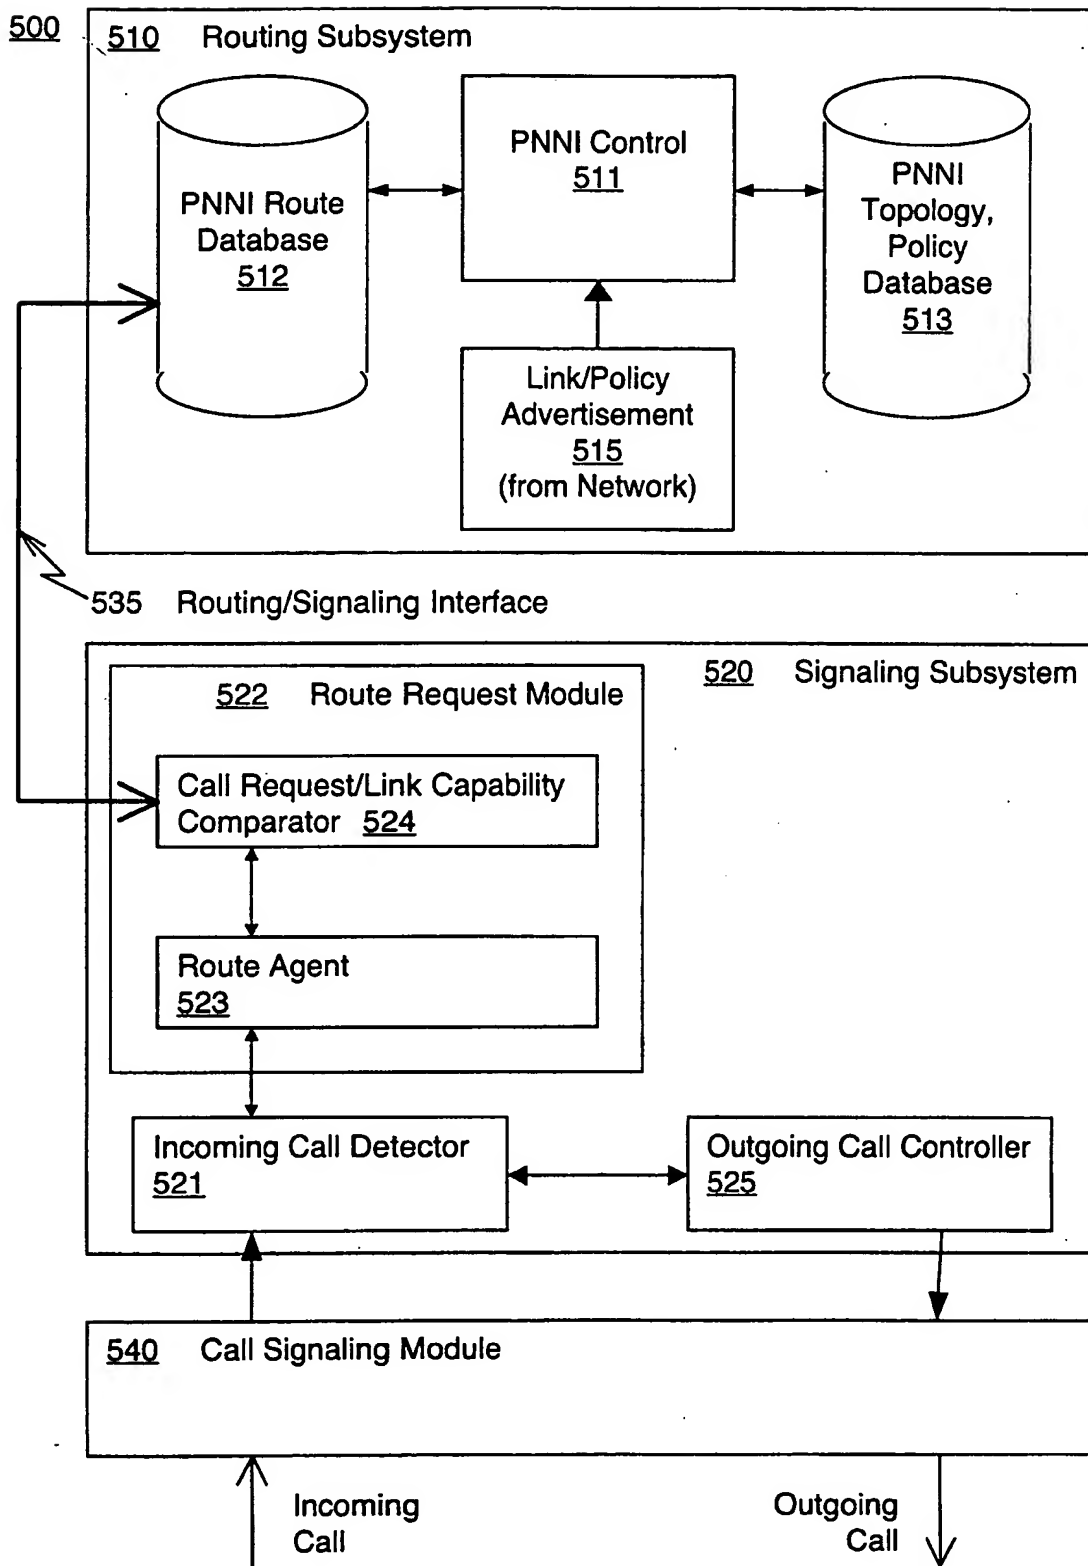 500
510 Routing Subsystem
PNNI Route
Database
512
PNNI Control
511
PNNI
Topology,
Policy
Database
513
Link/Policy
Advertisement
515
(from Network)
535 Routing/Signaling Interface
520 Signaling Subsystem
522 Route Request Module
Call Request/Link Capability
Comparator 524
Route Agent
523
Incoming Call Detector
521
Outgoing Call Controller
525
540 Call Signaling Module
Incoming
Call
Outgoing
Call